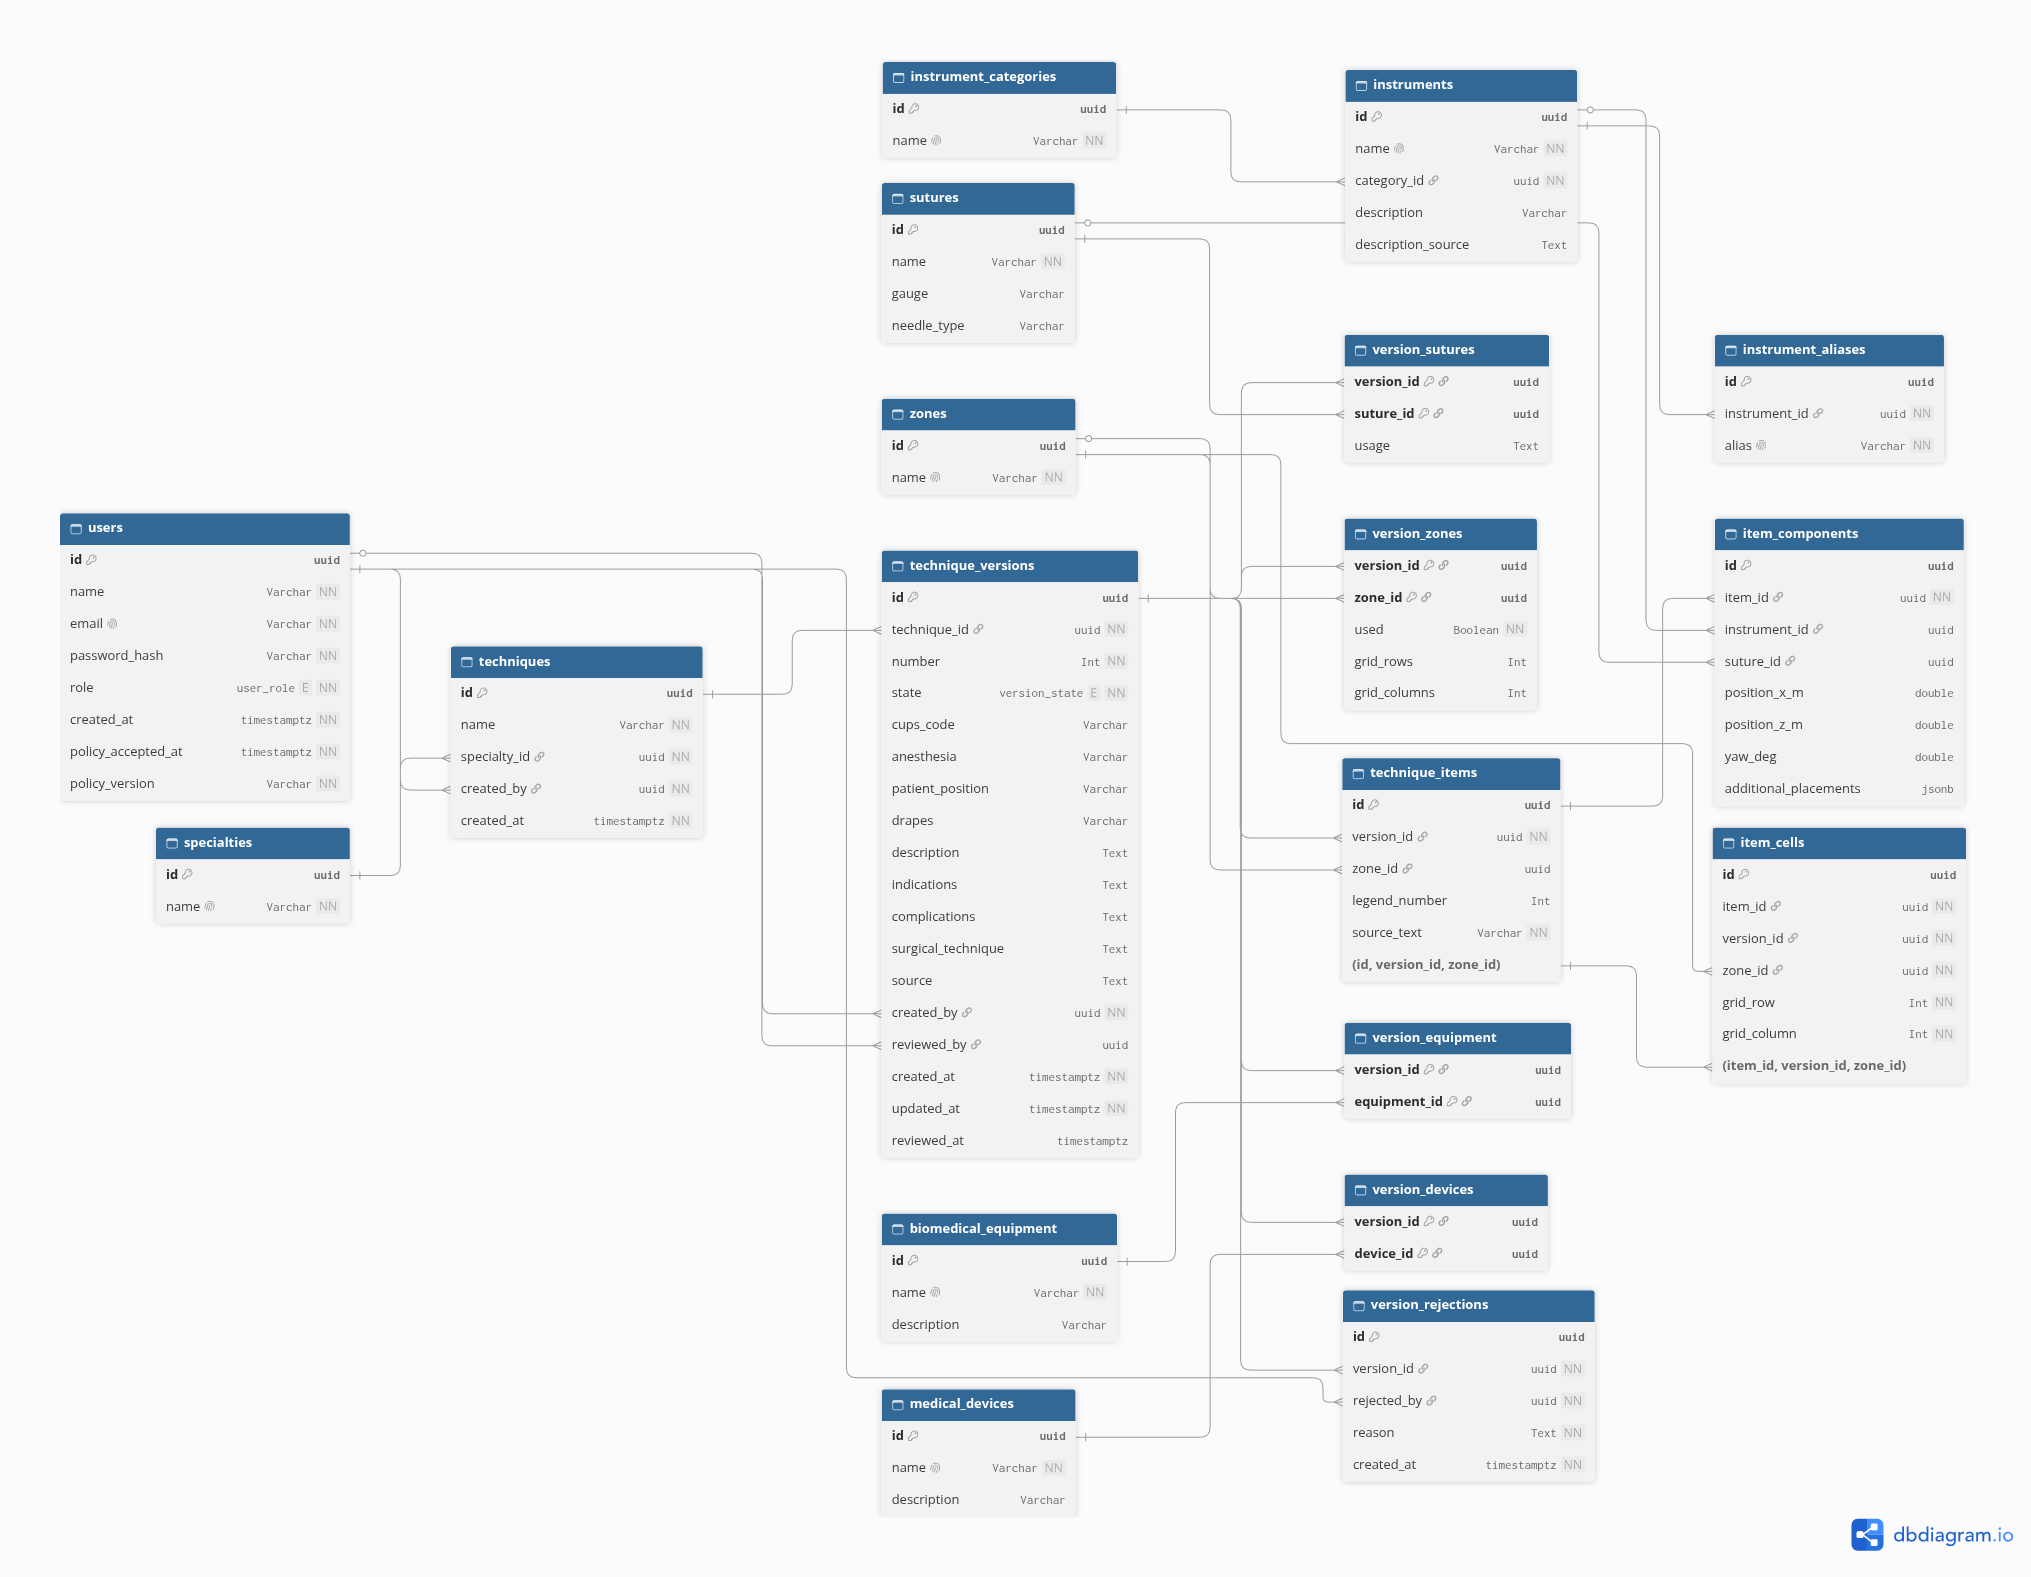 instrument_categories
id uuid
name Varchar NN
instruments
id uuid
name Varchar NN
category_id uuid NN
description Varchar
description_source Text
sutures
id uuid
name Varchar NN
gauge Varchar
needle_type Varchar
version_sutures
version_id uuid
suture_id uuid
usage Text
instrument_aliases
id uuid
instrument_id uuid NN
alias Varchar NN
zones
id uuid
name Varchar NN
users
id uuid
name Varchar NN
email Varchar NN
password_hash Varchar NN
role user_role E NN
created_at timestamptz NN
policy_accepted_at timestamptz NN
policy_version Varchar NN
techniques
id uuid
name Varchar NN
specialty_id uuid NN
created_by uuid NN
created_at timestamptz NN
specialties
id uuid
name Varchar NN
technique_versions
id uuid
technique_id uuid NN
number Int NN
state version_state E NN
cups_code Varchar
anesthesia Varchar
patient_position Varchar
drapes Varchar
description Text
indications Text
complications Text
surgical_technique Text
source Text
created_by uuid NN
reviewed_by uuid
created_at timestamptz NN
updated_at timestamptz NN
reviewed_at timestamptz
version_zones
version_id uuid
zone_id uuid
used Boolean NN
grid_rows Int
grid_columns Int
item_components
id uuid
item_id uuid NN
instrument_id uuid
suture_id uuid
position_x_m double
position_z_m double
yaw_deg double
additional_placements jsonb
technique_items
id uuid
version_id uuid NN
zone_id uuid
legend_number Int
source_text Varchar NN
(id, version_id, zone_id)
item_cells
id uuid
item_id uuid NN
version_id uuid NN
zone_id uuid NN
grid_row Int NN
grid_column Int NN
(item_id, version_id, zone_id)
version_equipment
version_id uuid
equipment_id uuid
version_devices
version_id uuid
device_id uuid
biomedical_equipment
id uuid
name Varchar NN
description Varchar
version_rejections
id uuid
version_id uuid NN
rejected_by uuid NN
reason Text NN
created_at timestamptz NN
medical_devices
id uuid
name Varchar NN
description Varchar
dbdiagram.io